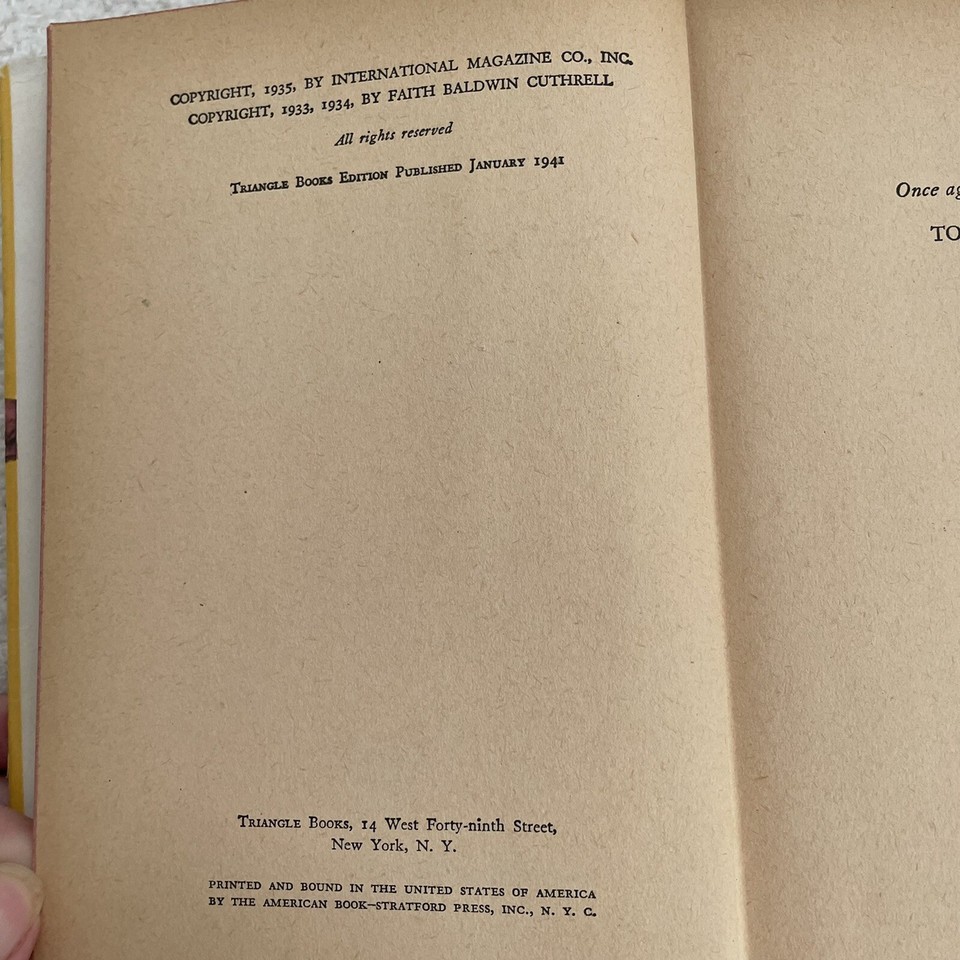 COPYRIGHT, 1935, BY INTERNATIONAL MAGAZINE CO., INC.
COPYRIGHT, 1933, 1934, BY FAITH BALDWIN CUTHRELL
All rights reserved
Triangle Books Edition Published January 1941
Triangle Books, 14 West Forty-ninth Street,
New York, N. Y.
PRINTED AND BOUND IN THE UNITED STATES OF AMERICA
BY THE AMERICAN BOOK—STRATFORD PRESS, INC., N. Y. C.
Once
TO